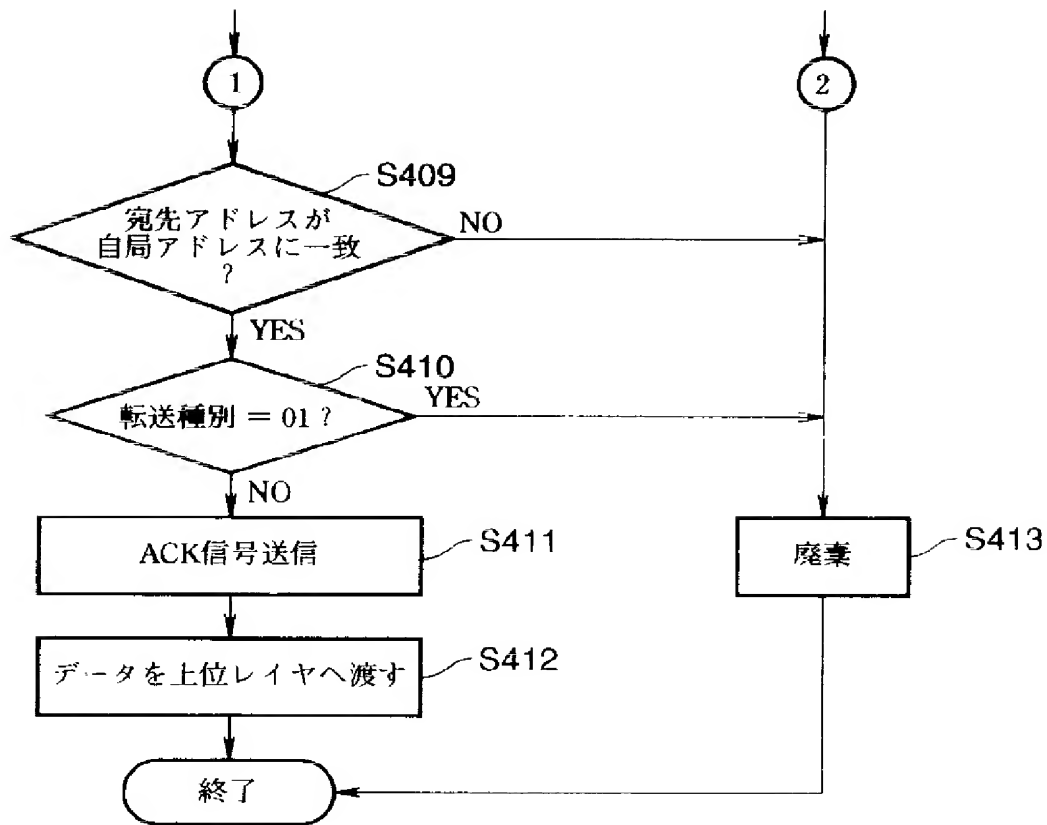 1
2
S409
宛先アドレスが
自局アドレスに一致
?
NO
YES
S410
転送種別 = 01 ?
YES
NO
ACK信号送信
S411
廃棄
S413
データを上位レイヤへ渡す
S412
終了